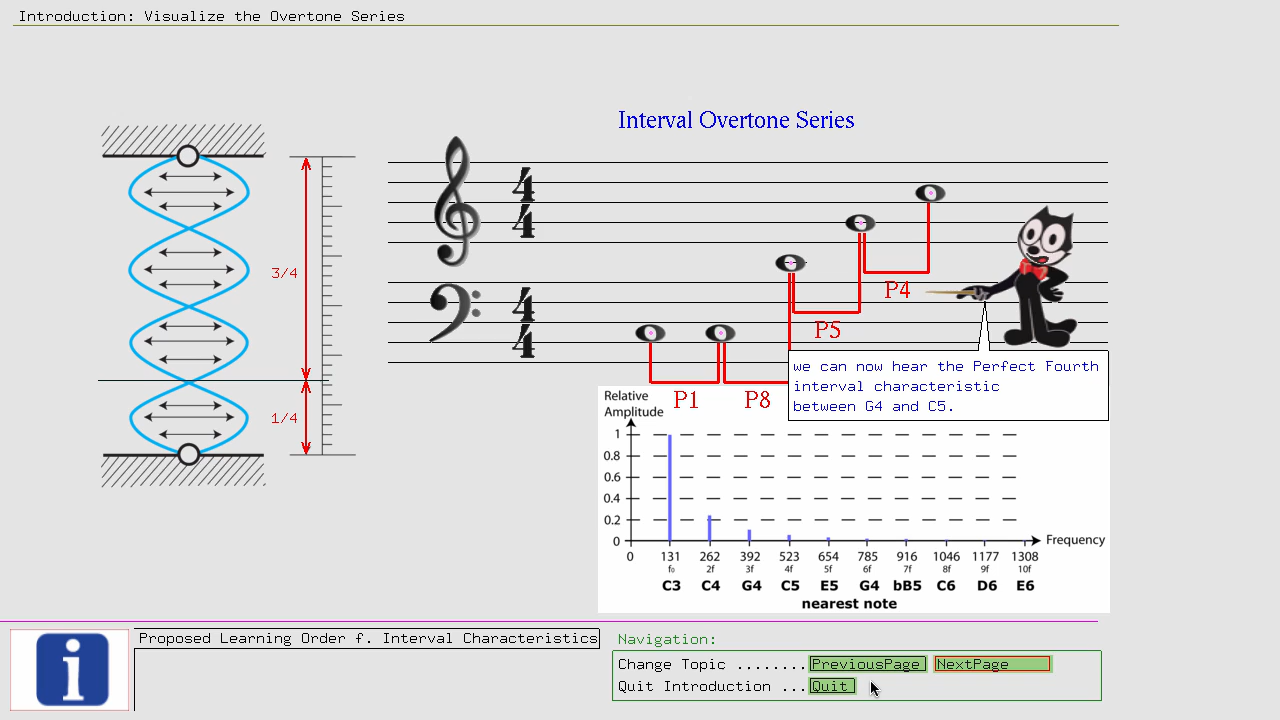 Introduction: Visualize the Overtone Series
Interval Overtone Series
4 4
4 4
3/4
1/4
P1
P8
P5
P4
we can now hear the Perfect Fourth
interval characteristic
between G4 and C5.
Relative
Amplitude
1
0.8
0.6
0.4
0.2
0
Frequency
0 131 262 392 523 654 785 916 1046 1177 1308
f₀ 2f 3f 4f 5f 6f 7f 8f 9f 10f
C3 C4 G4 C5 E5 G4 bB5 C6 D6 E6
nearest note
i
Proposed Learning Order f. Interval Characteristics
Navigation:
Change Topic ........PreviousPage NextPage
Quit Introduction ...Quit